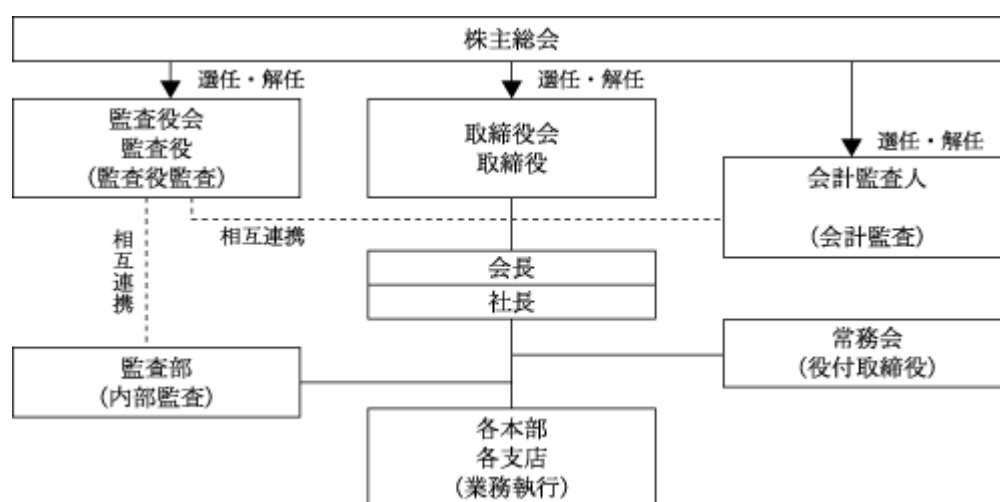 株主総会
選任・解任
選任・解任
選任・解任
監査役会
監査役
(監査役監査)
取締役会
取締役
会計監査人
(会計監査)
相互連携
相互連携
会長
社長
常務会
(役付取締役)
監査部
(内部監査)
各本部
各支店
(業務執行)